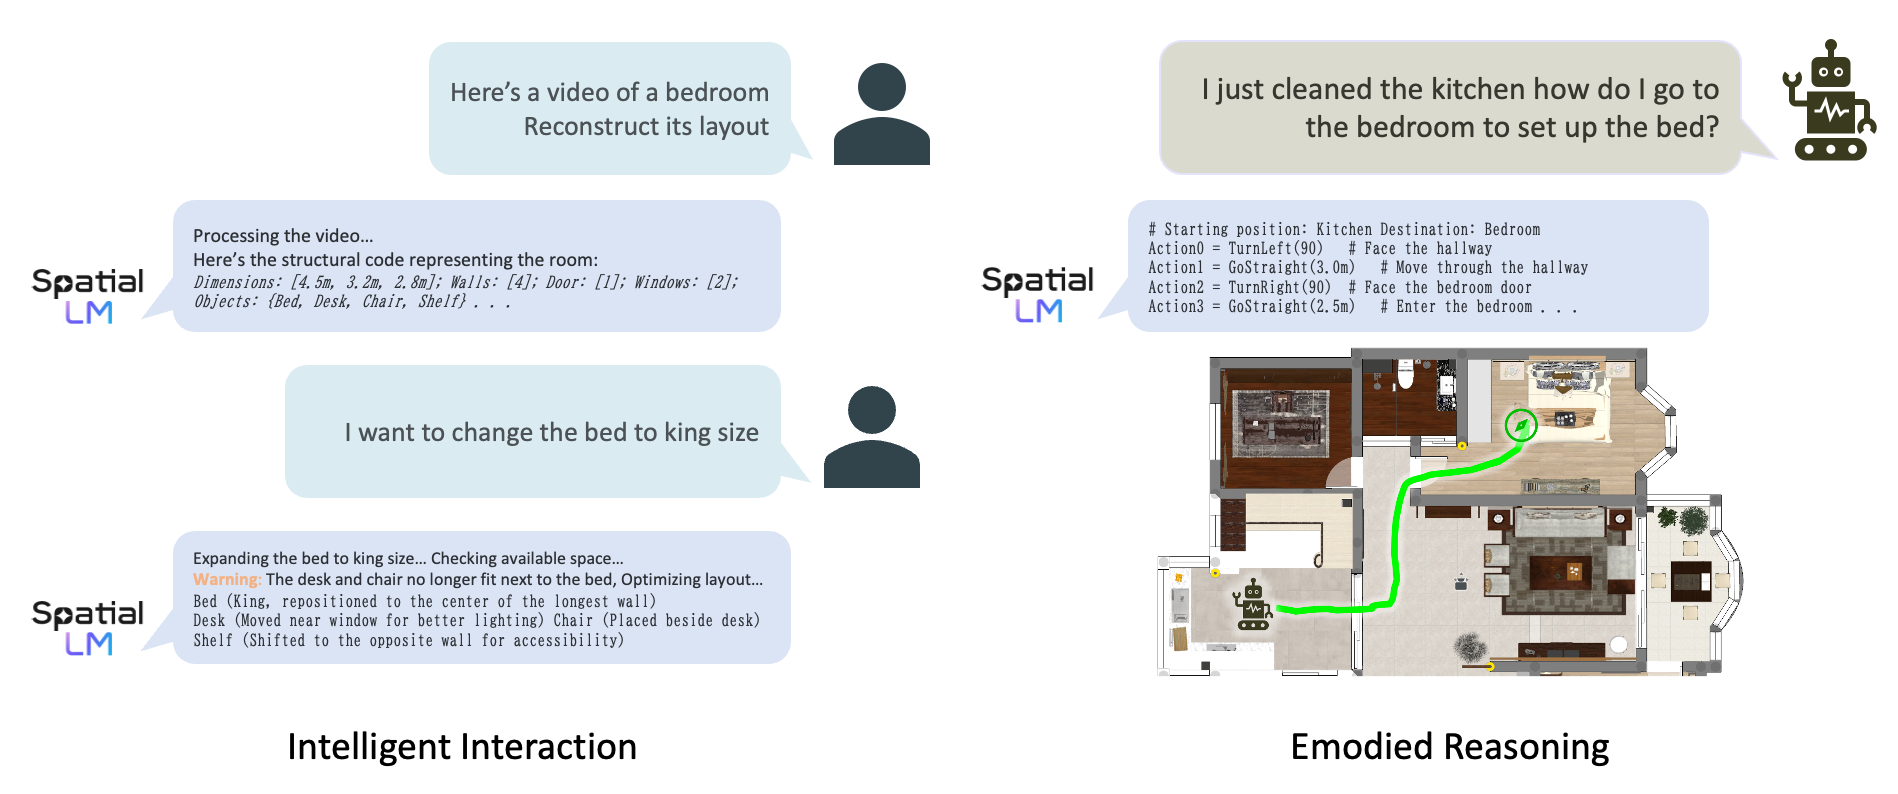 Here's a video of a bedroom
Reconstruct its layout
Spatial
LM
Processing the video...
Here's the structural code representing the room:
Dimensions: [4.5m, 3.2m, 2.8m]; Walls: [4]; Door: [1]; Windows: [2];
Objects: {Bed, Desk, Chair, Shelf} . . .
I want to change the bed to king size
Spatial
LM
Expanding the bed to king size... Checking available space...
Warning: The desk and chair no longer fit next to the bed, Optimizing layout...
Bed (King, repositioned to the center of the longest wall)
Desk (Moved near window for better lighting) Chair (Placed beside desk)
Shelf (Shifted to the opposite wall for accessibility)
Intelligent Interaction
I just cleaned the kitchen how do I go to
the bedroom to set up the bed?
Spatial
LM
# Starting position: Kitchen Destination: Bedroom
Action0 = TurnLeft(90) # Face the hallway
Action1 = GoStraight(3.0m) # Move through the hallway
Action2 = TurnRight(90) # Face the bedroom door
Action3 = GoStraight(2.5m) # Enter the bedroom . . .
Emodied Reasoning